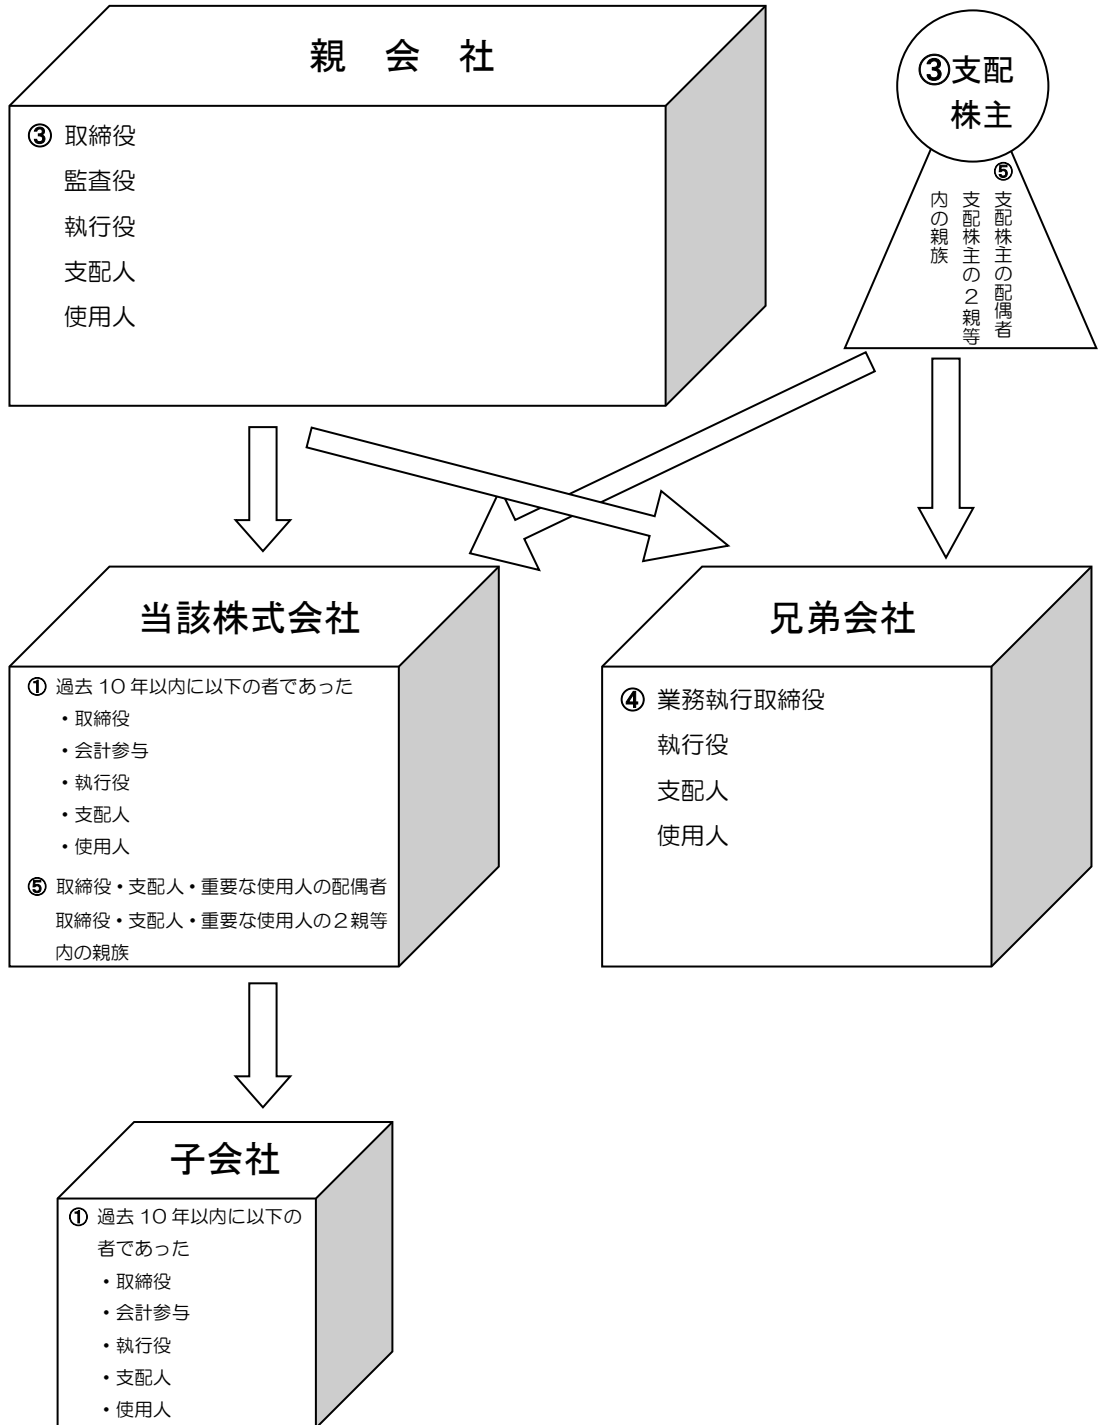 親 会 社
③ 取締役
監査役
執行役
支配人
使用人
③支配
株主
⑤
支配株主の配偶者
支配株主の2親等
内の親族
当該株式会社
① 過去 10 年以内に以下の者であった
・取締役
・会計参与
・執行役
・支配人
・使用人
⑤ 取締役・支配人・重要な使用人の配偶者
取締役・支配人・重要な使用人の2親等
内の親族
兄弟会社
④ 業務執行取締役
執行役
支配人
使用人
子会社
① 過去 10 年以内に以下の
者であった
・取締役
・会計参与
・執行役
・支配人
・使用人